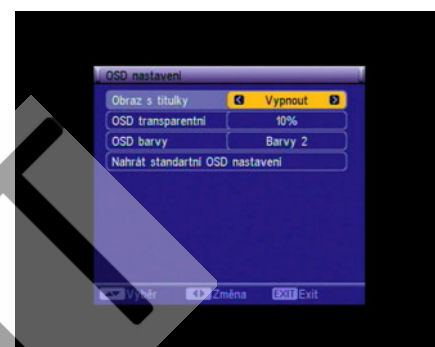 OSD nastavení
Obraz s titulky Vypnout
OSD transparentní 10%
OSD barvy Barvy 2
Nahrát standartní OSD nastavení
Výběr Změna EXIT Exit